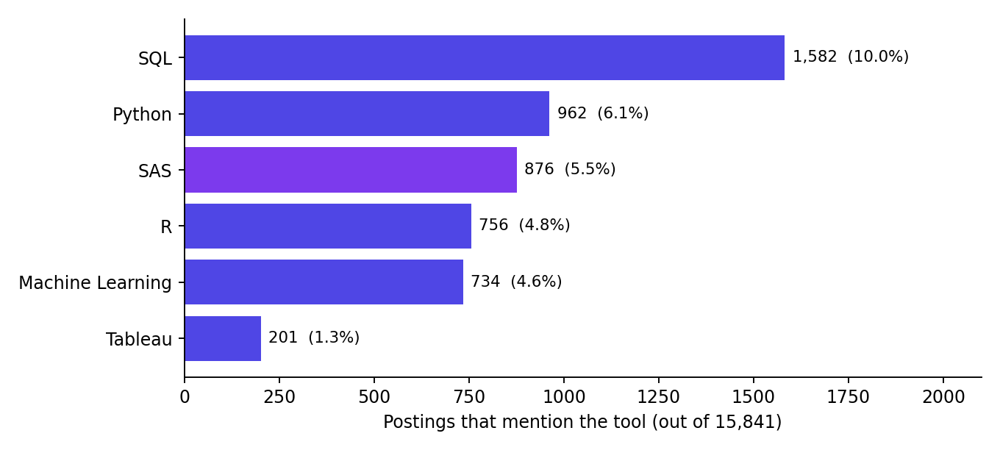 SQL 1,582 (10.0%)
Python 962 (6.1%)
SAS 876 (5.5%)
R 756 (4.8%)
Machine Learning 734 (4.6%)
Tableau 201 (1.3%)
0 250 500 750 1000 1250 1500 1750 2000
Postings that mention the tool (out of 15,841)